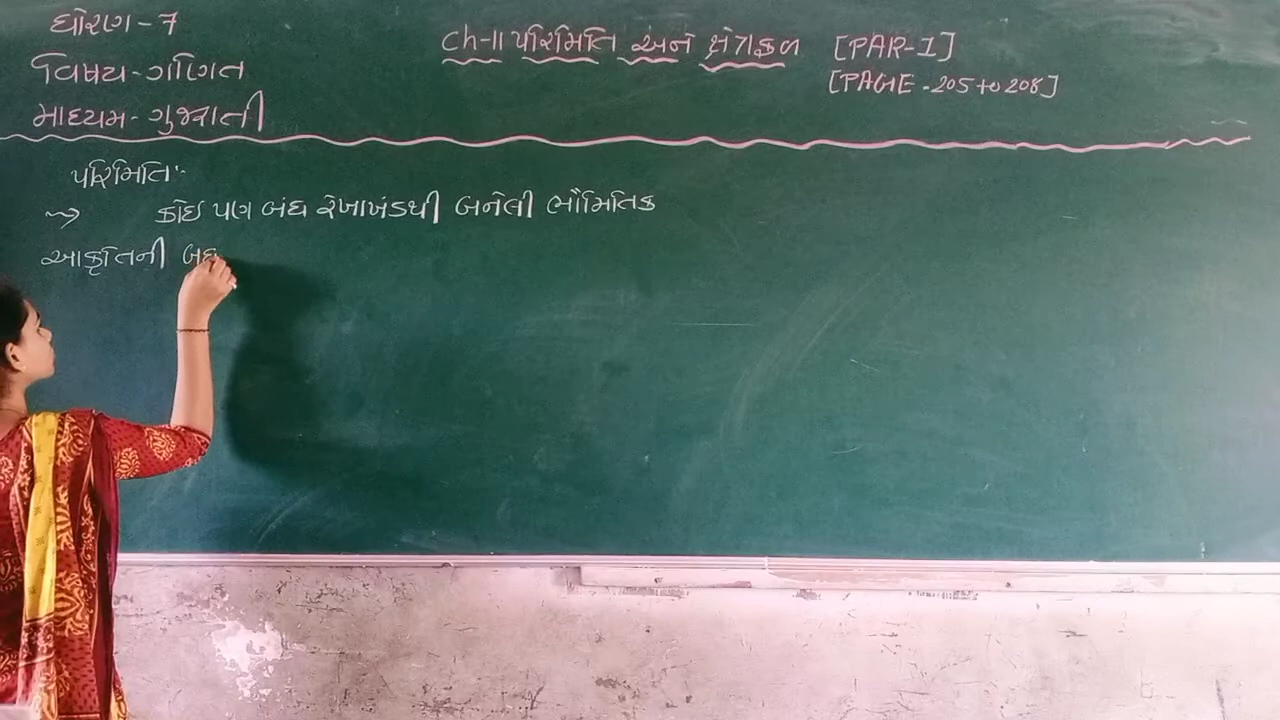 ધોરણ - 7
વિષય - ગણિત
માધ્યમ - ગુજરાતી
Ch-11 પરિમિતિ અને ક્ષેત્રફળ [PAR-1]
[PAGE - 205 to 208]
પરિમિતિ:-
કોઇ પણ બંધ રેખાખંડથી બનેલી ભૌમિતિક
આકૃતિની બધ